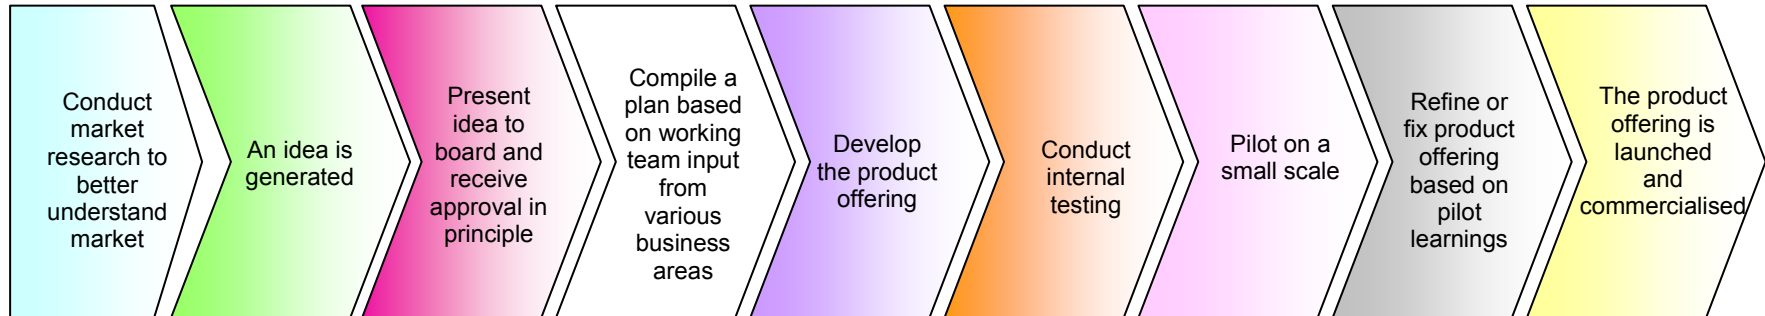 Conduct
market
research to
better
understand
market
An idea is
generated
Present
idea to
board and
receive
approval in
principle
Compile a
plan based
on working
team input
from
various
business
areas
Develop
the product
offering
Conduct
internal
testing
Pilot on a
small scale
Refine or
fix product
offering
based on
pilot
learnings
The product
offering is
launched
and
commercialised